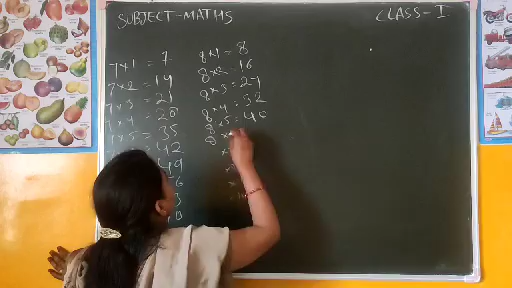 SUBJECT-MATHS
CLASS-I
7×1 = 7
7×2 = 14
7×3 = 21
7×4 = 28
7×5 = 35
= 42
49
8×1 = 8
8×2 = 16
8×3 = 24
8×4 = 32
8×5 = 40
8×